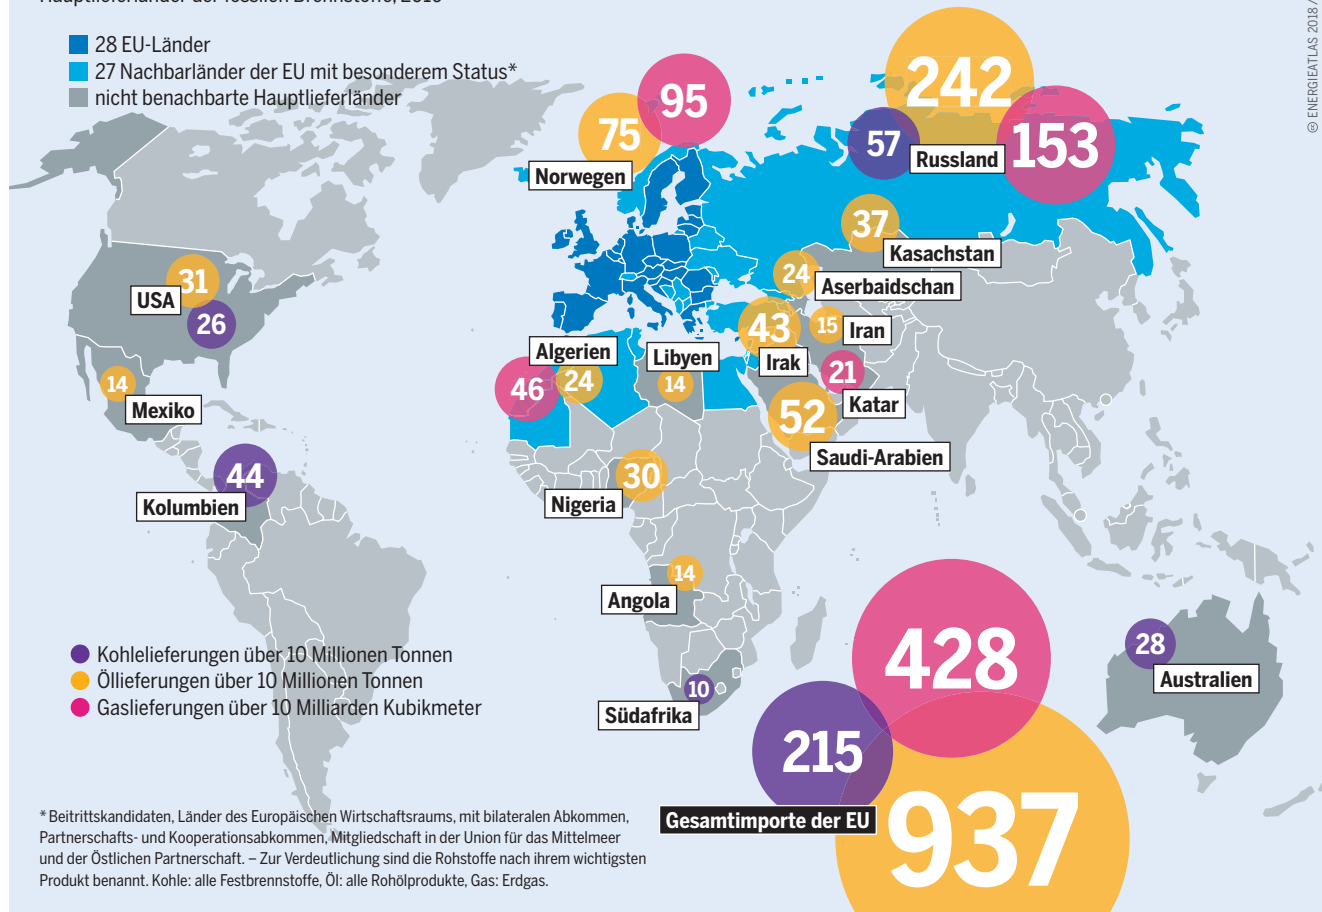 Hauptlieferländer der fossilen Brennstoffe, 2016
28 EU-Länder
27 Nachbarländer der EU mit besonderem Status*
nicht benachbarte Hauptlieferländer
© ENERGIEATLAS 2018 /
242
95
75
57
Russland
153
Norwegen
37
Kasachstan
24
Aserbaidschan
31
USA
26
43
15
Iran
Irak
Algerien
Libyen
46
24
14
21
Katar
14
Mexiko
52
Saudi-Arabien
44
Kolumbien
30
Nigeria
14
Angola
428
28
Australien
10
Südafrika
215
Gesamtimporte der EU
937
Kohlelieferungen über 10 Millionen Tonnen
Öllieferungen über 10 Millionen Tonnen
Gaslieferungen über 10 Milliarden Kubikmeter
* Beitrittskandidaten, Länder des Europäischen Wirtschaftsraums, mit bilateralen Abkommen,
Partnerschafts- und Kooperationsabkommen, Mitgliedschaft in der Union für das Mittelmeer
und der Östlichen Partnerschaft. – Zur Verdeutlichung sind die Rohstoffe nach ihrem wichtigsten
Produkt benannt. Kohle: alle Festbrennstoffe, Öl: alle Rohölprodukte, Gas: Erdgas.